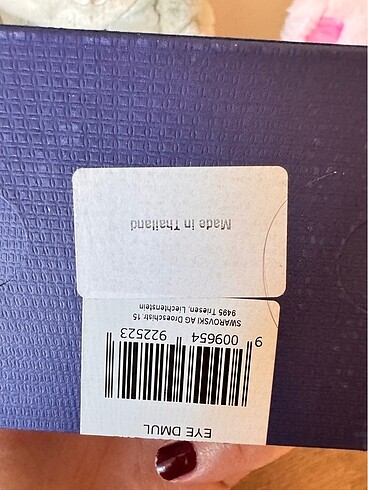 EYE DMUL
9 009654 922523
SWAROVSKI AG Droeschistr. 15
9495 Triesen, Liechtenstein
Made in Thailand